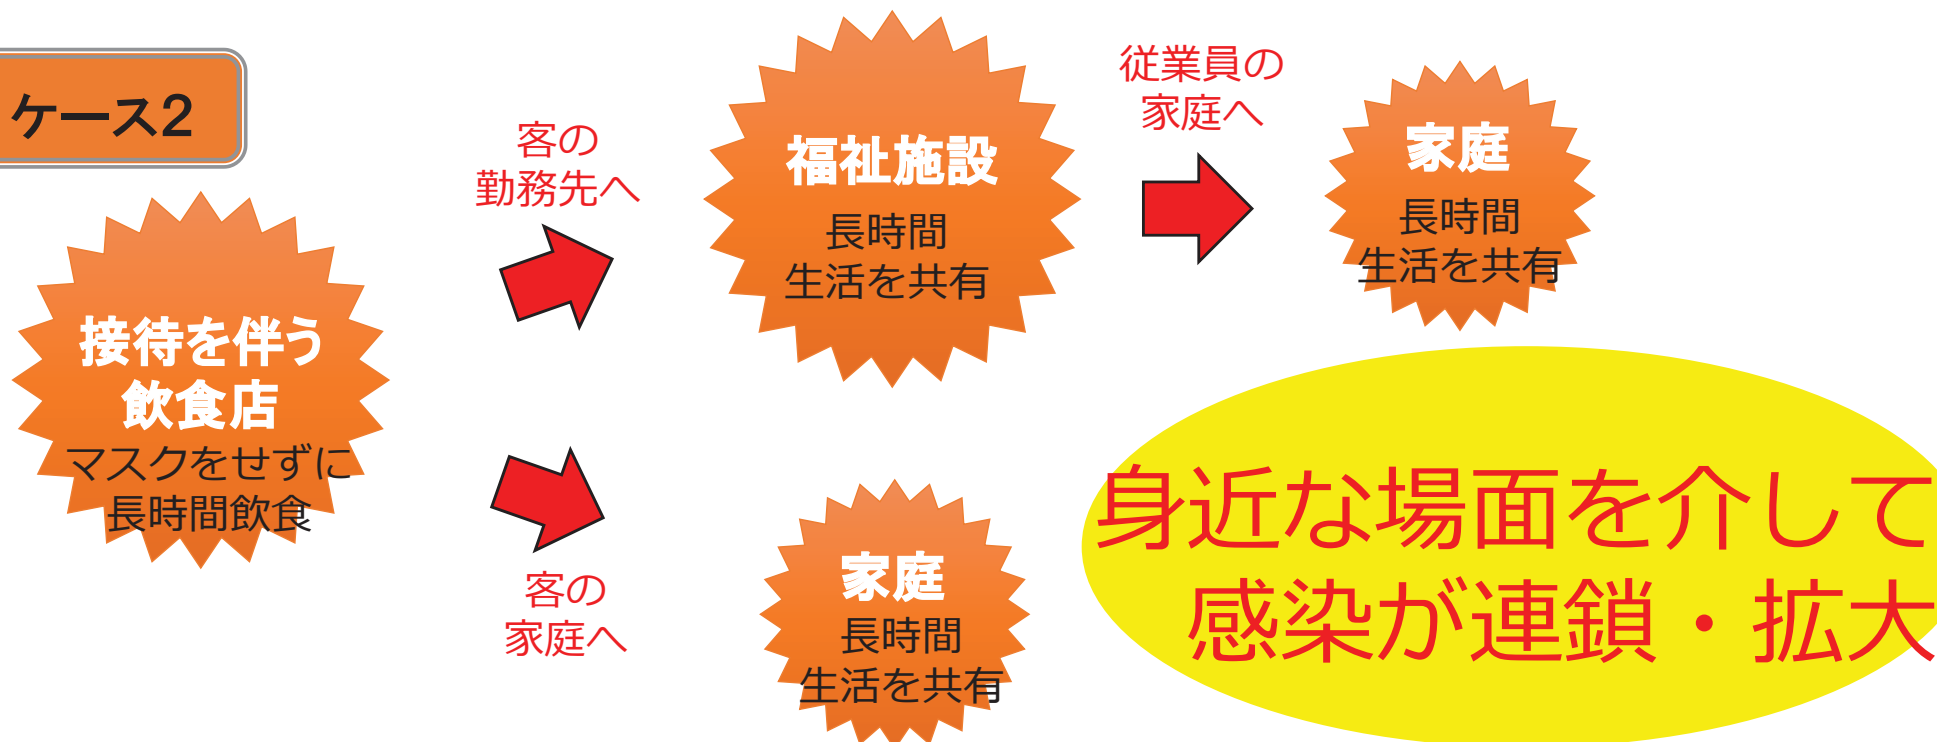 ケース2
接待を伴う
飲食店
マスクをせずに
長時間飲食
客の
勤務先へ
福祉施設
長時間
生活を共有
従業員の
家庭へ
家庭
長時間
生活を共有
客の
家庭へ
家庭
長時間
生活を共有
身近な場面を介して
感染が連鎖・拡大